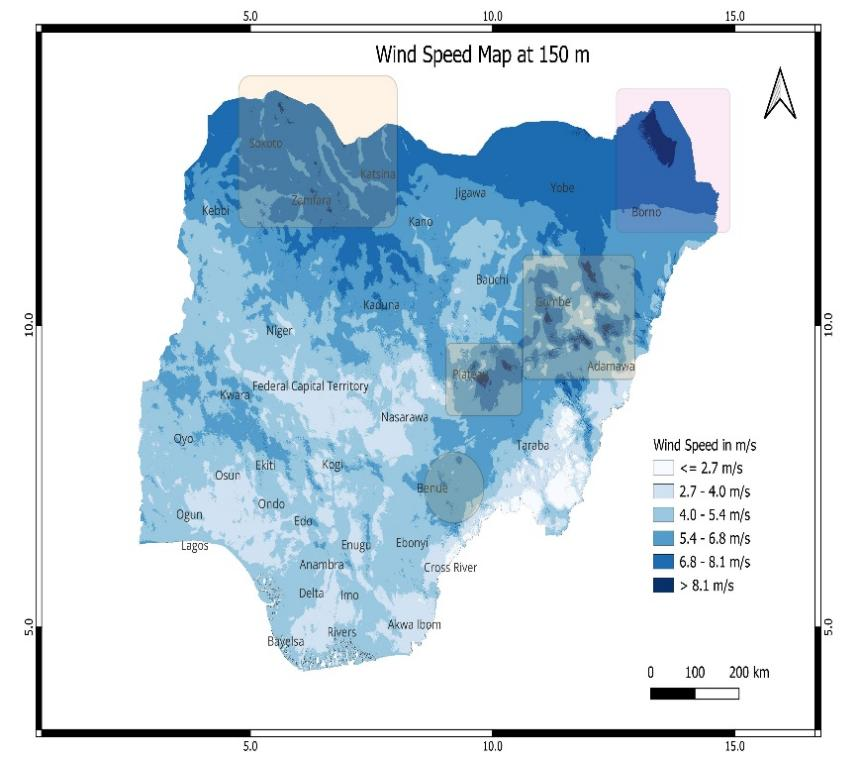 5.0 10.0 15.0
Wind Speed Map at 150 m
Sokoto
Katsina
Zamfara
Jigawa
Yobe
Kebbi
Borno
Kano
Bauchi
Gombe
Kaduna
10.0
10.0
Niger
Plateau
Adamawa
Federal Capital Territory
Kwara
Nasarawa
Oyo
Taraba
Wind Speed in m/s
Ekiti
Kogi
<= 2.7 m/s
Osun
Benue
2.7 - 4.0 m/s
Ondo
Ogun
4.0 - 5.4 m/s
Edo
5.4 - 6.8 m/s
Lagos
Enugu
Ebonyi
6.8 - 8.1 m/s
Anambra
Cross River
> 8.1 m/s
Delta
Imo
Akwa Ibom
5.0
5.0
Rivers
Bayelsa
0 100 200 km
5.0 10.0 15.0